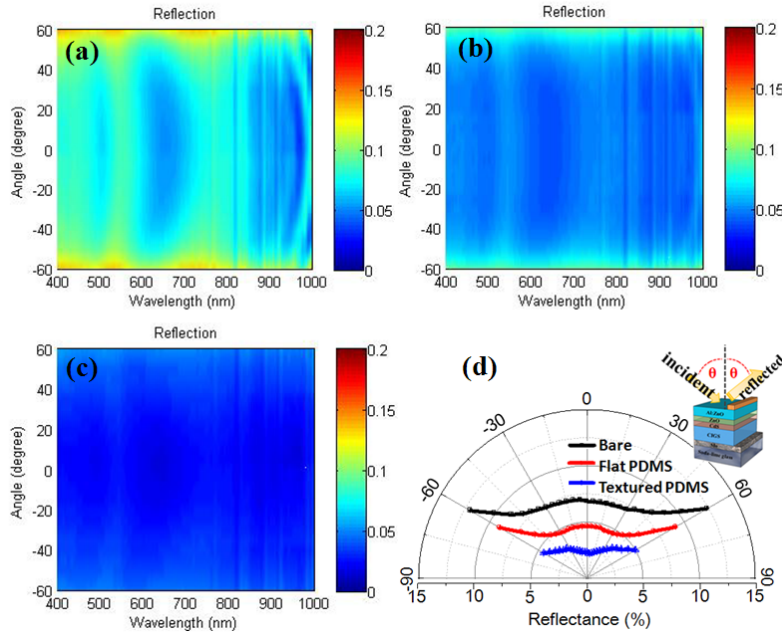 Reflection
(a)
60
40
20
0
-20
-40
-60
Angle (degree)
400 500 600 700 800 900 1000
Wavelength (nm)
0.2
0.15
0.1
0.05
0
Reflection
(b)
60
40
20
0
-20
-40
-60
Angle (degree)
400 500 600 700 800 900 1000
Wavelength (nm)
0.2
0.15
0.1
0.05
0
Reflection
(c)
60
40
20
0
-20
-40
-60
Angle (degree)
400 500 600 700 800 900 1000
Wavelength (nm)
0.2
0.15
0.1
0.05
0
(d)
incident
θ θ
reflected
Al:ZnO
ZnO
CdS
CIGS
Mo
Soda-lime glass
0
-30 30
-60 60
-90 90
Bare
Flat PDMS
Textured PDMS
15 10 5 0 5 10 15
Reflectance (%)